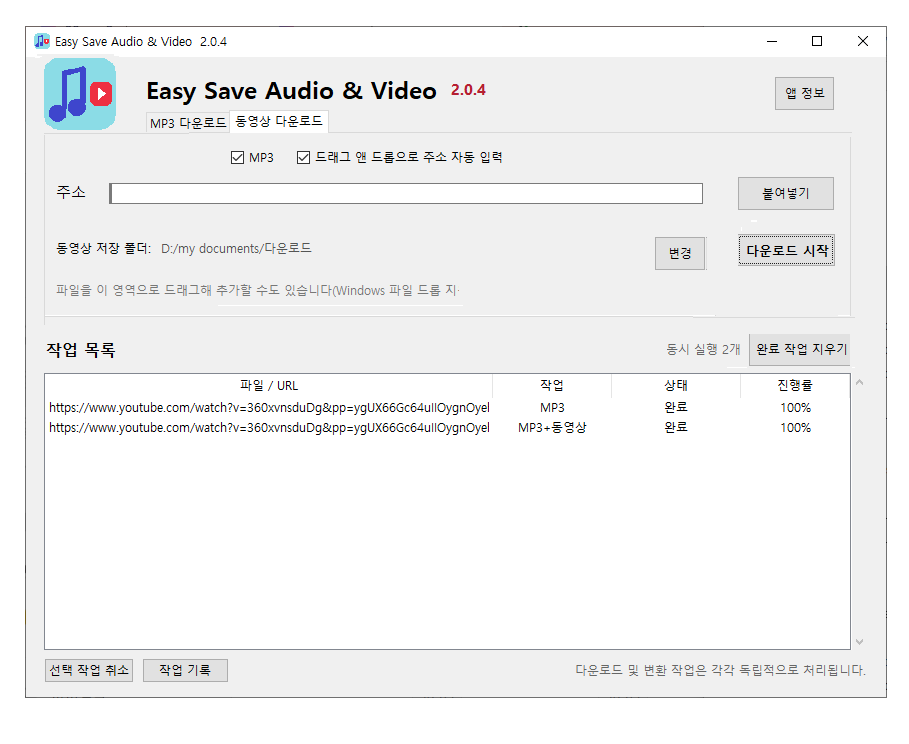 Easy Save Audio & Video 2.0.4
Easy Save Audio & Video 2.0.4
앱 정보
MP3 다운로드 동영상 다운로드
MP3 드래그 앤 드롭으로 주소 자동 입력
주소 붙여넣기
동영상 저장 폴더: D:/my documents/다운로드 변경 다운로드 시작
파일을 이 영역으로 드래그해 추가할 수도 있습니다(Windows 파일 드롭 지
작업 목록 동시 실행 2개 완료 작업 지우기
파일 / URL 작업 상태 진행률
https://www.youtube.com/watch?v=360xvnsduDg&pp=ygUX66Gc64uIIOygnOyel MP3 완료 100%
https://www.youtube.com/watch?v=360xvnsduDg&pp=ygUX66Gc64uIIOygnOyel MP3+동영상 완료 100%
선택 작업 취소 작업 기록 다운로드 및 변환 작업은 각각 독립적으로 처리됩니다.